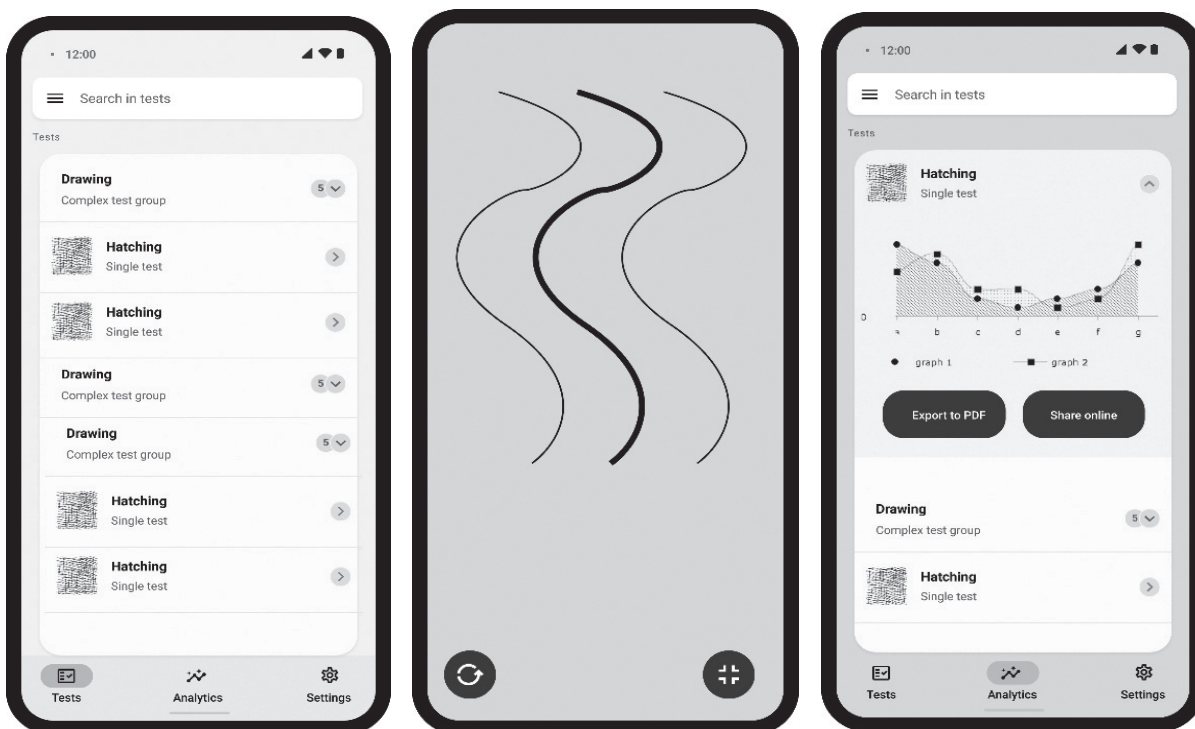 12:00
Search in tests
Tests
Drawing
5
Complex test group
Hatching
Single test
Hatching
Single test
Drawing
5
Complex test group
Drawing
5
Complex test group
Hatching
Single test
Hatching
Single test
Tests Analytics Settings
12:00
Search in tests
Tests
Hatching
Single test
0
a b c d e f g
graph 1 graph 2
Export to PDF Share online
Drawing
5
Complex test group
Hatching
Single test
Tests Analytics Settings